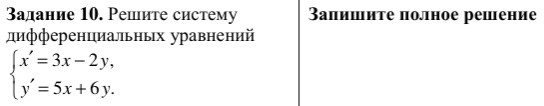 Задание 10. Решите систему
дифференциальных уравнений
{x′ = 3x − 2y,
y′ = 5x + 6y.
Запишите полное решение